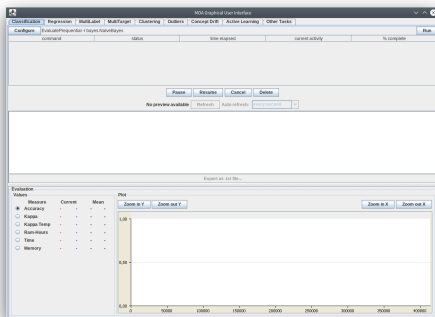 MOA Graphical User Interface
Classification Regression MultiLabel MultiTarget Clustering Outliers Concept Drift Active Learning Other Tasks
Configure EvaluatePrequential -l bayes.NaiveBayes Run
command status time elapsed current activity % complete
Pause Resume Cancel Delete
No preview available Refresh Auto refresh: every second
Export as .txt file...
Evaluation
Values Plot
Measure Current Mean
Zoom in Y Zoom out Y Zoom in X Zoom out X
Accuracy - - - -
Kappa - - - -
Kappa Temp - - - -
Ram-Hours - - - -
Time - - - -
Memory - - - -
1,00
0,50
0,00
0 50000 100000 150000 200000 250000 300000 350000 400000